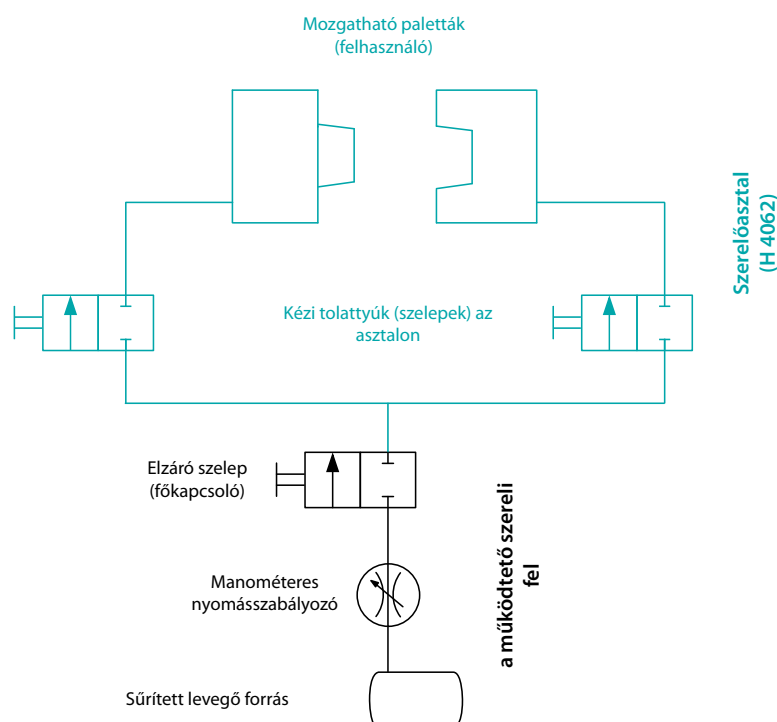 Mozgatható paletták
(felhasználó)
Szerelőasztal
(H 4062)
Kézi tolattyúk (szelepek) az
asztalon
Elzáró szelep
(főkapcsoló)
a működtető szereli
fel
Manométeres
nyomásszabályozó
Sűrített levegő forrás